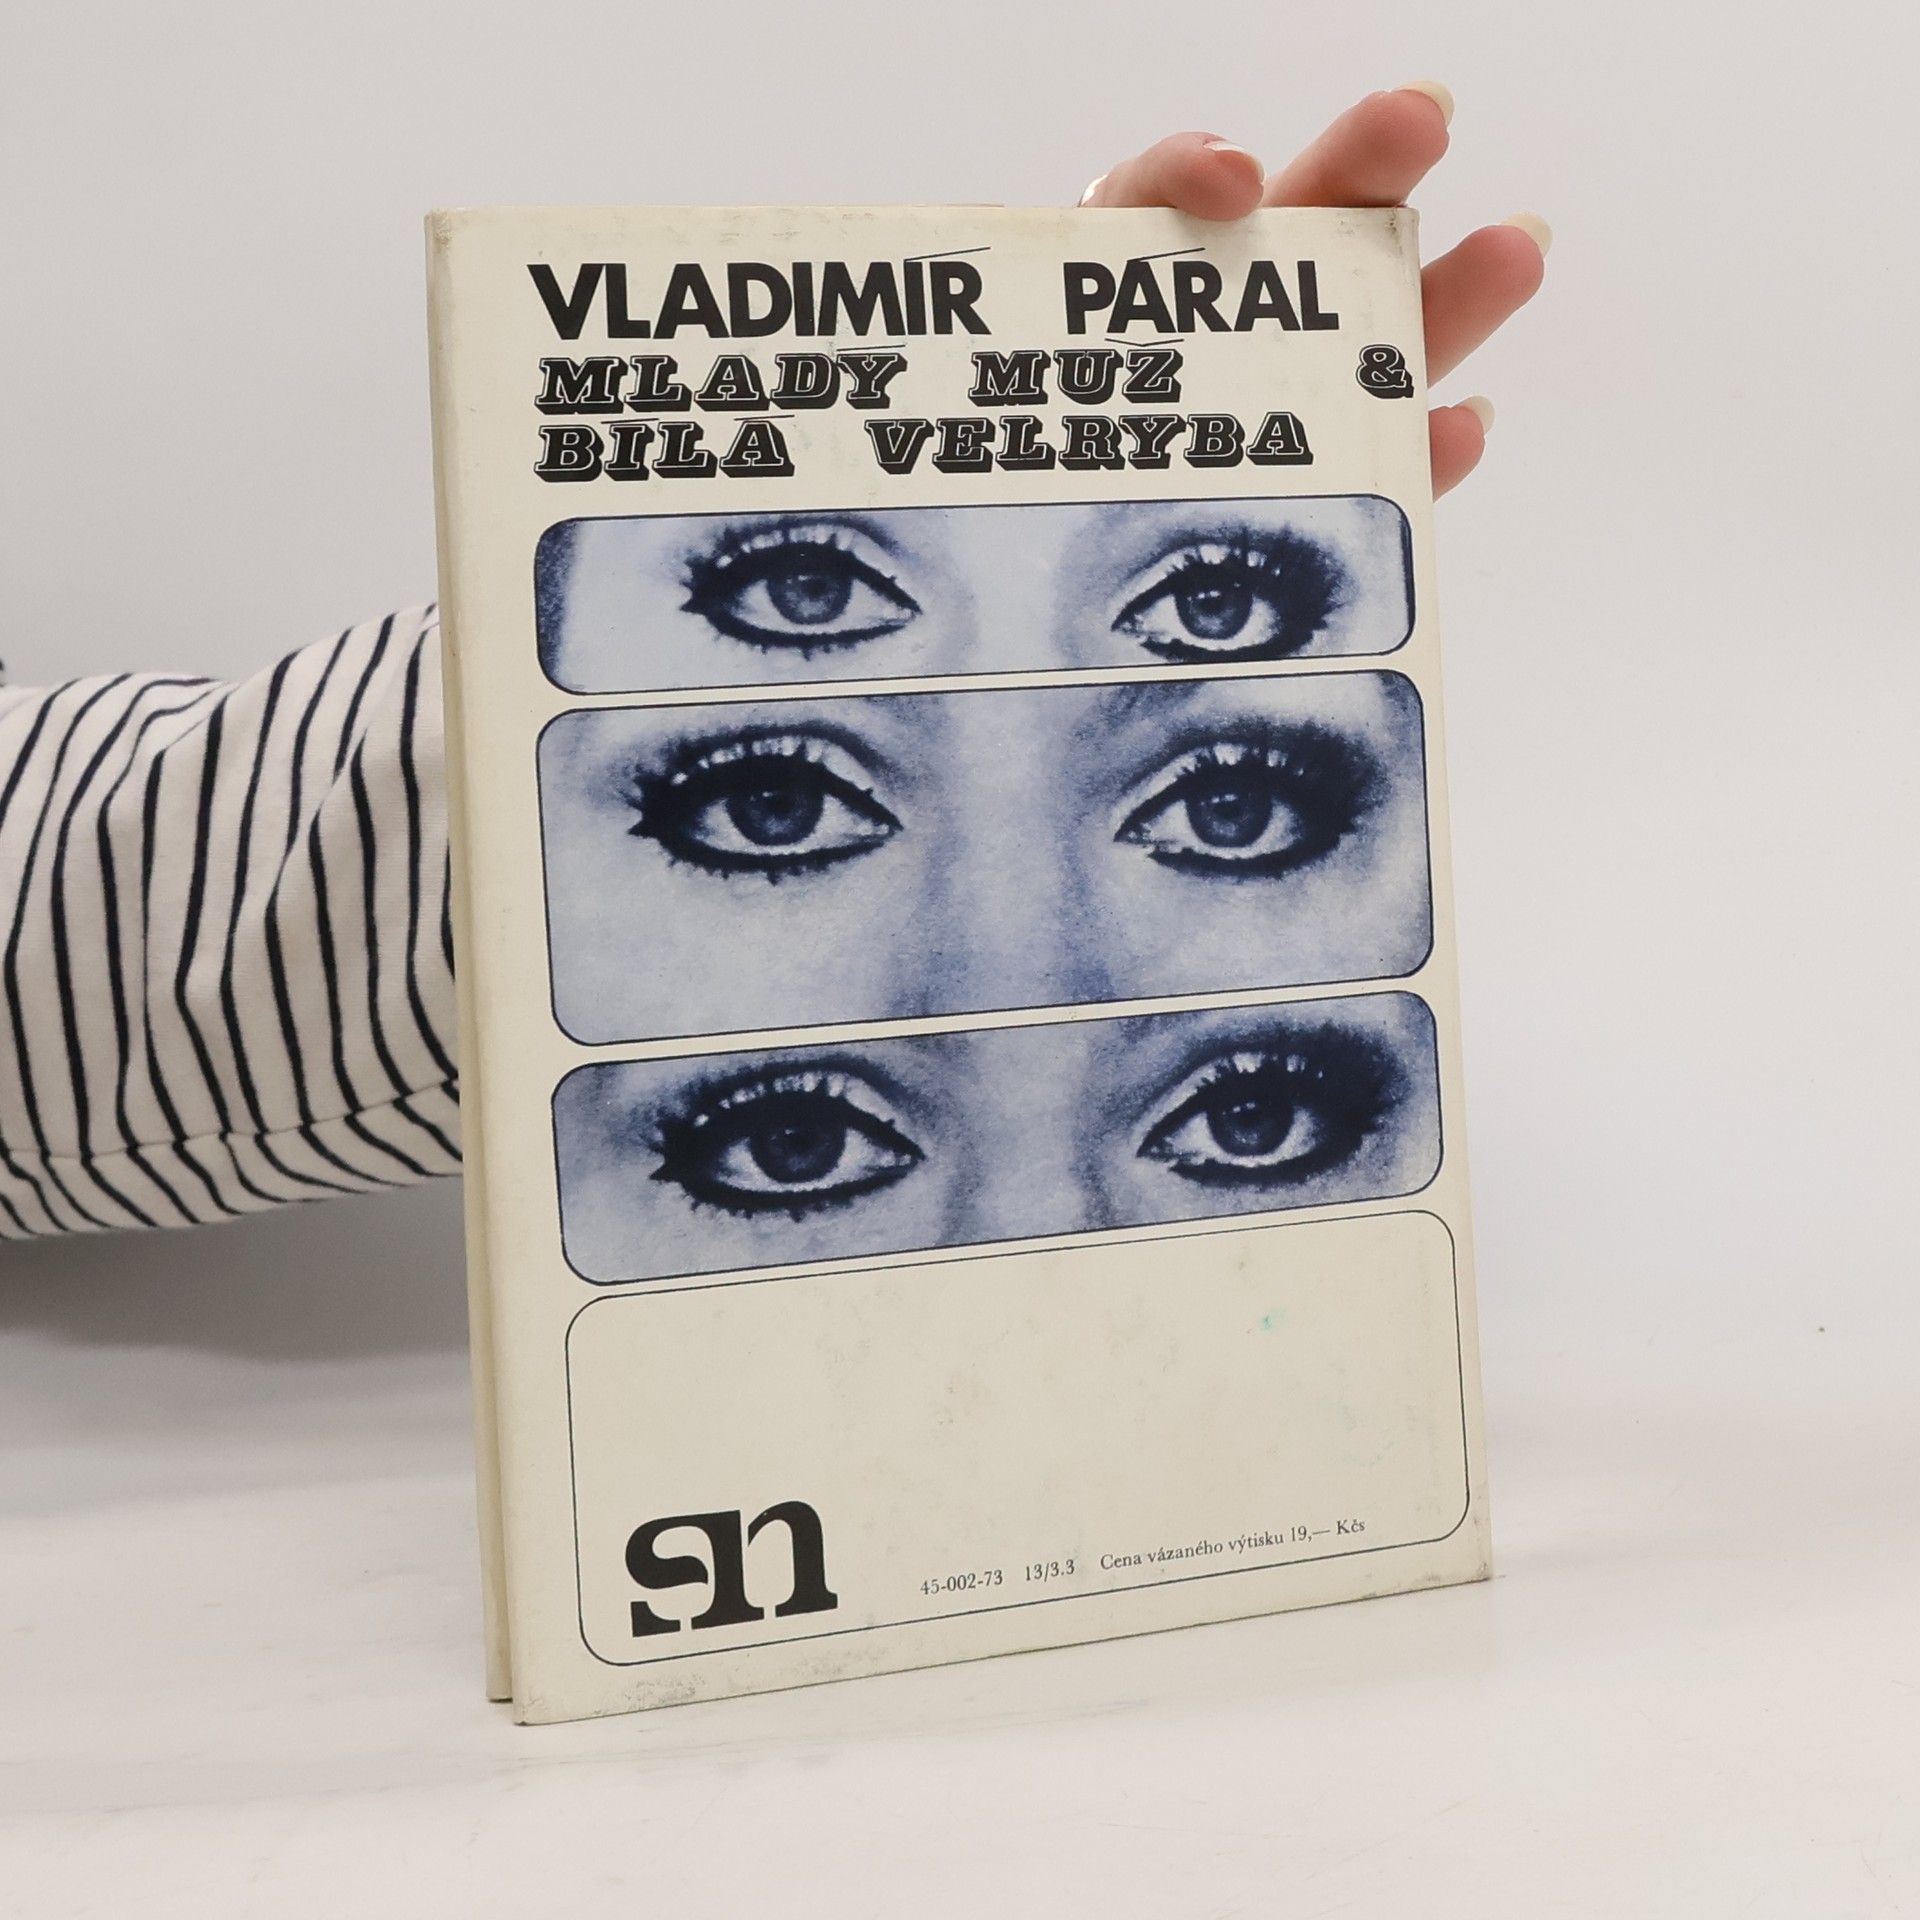 VLADIMÍR PÁRAL
MLADÝ MUŽ &
BÍLÁ VELRYBA
sn
45-002-73 13/3.3 Cena vázaného výtisku 19,— Kčs